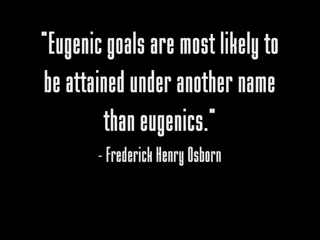 "Eugenic goals are most likely to
be attained under another name
than eugenics."
- Frederick Henry Osborn